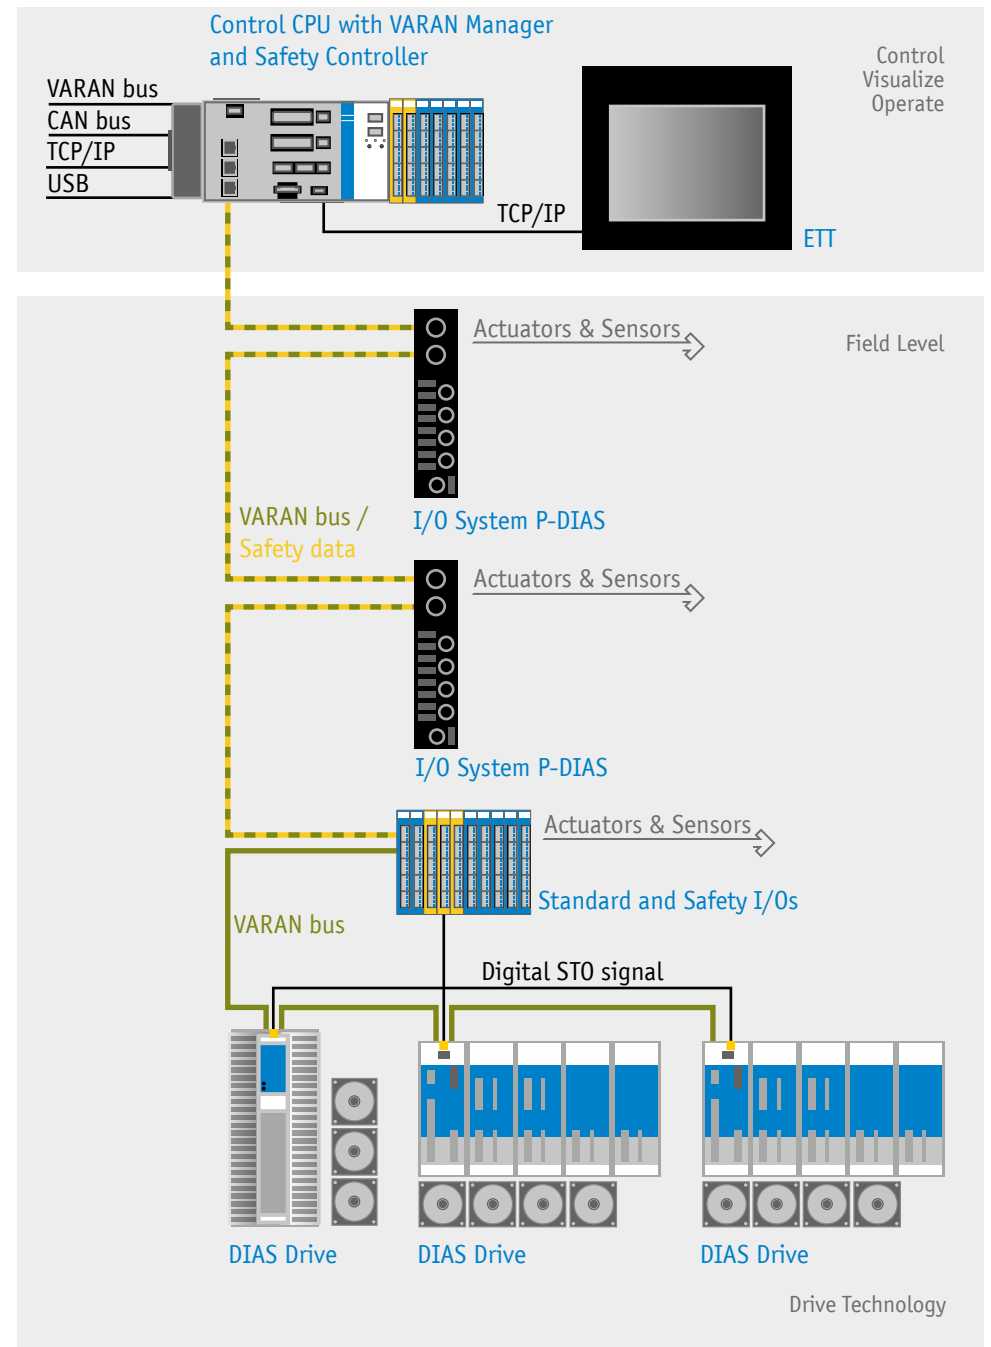 Control CPU with VARAN Manager
and Safety Controller
Control
Visualize
Operate
VARAN bus
CAN bus
TCP/IP
USB
TCP/IP
ETT
Actuators & Sensors
Field Level
VARAN bus /
Safety data
I/O System P-DIAS
Actuators & Sensors
I/O System P-DIAS
Actuators & Sensors
Standard and Safety I/Os
VARAN bus
Digital STO signal
DIAS Drive
DIAS Drive
DIAS Drive
Drive Technology